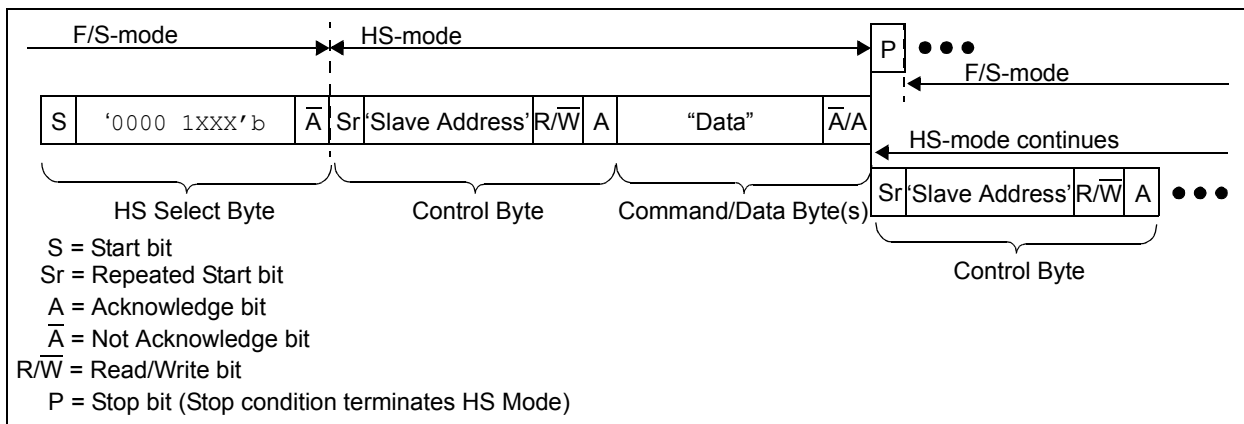 F/S-mode HS-mode P
F/S-mode
S '0000 1XXX'b A̅ Sr 'Slave Address' R/W̅ A "Data" A̅/A
HS-mode continues
Sr 'Slave Address' R/W̅ A
HS Select Byte Control Byte Command/Data Byte(s)
Control Byte
S = Start bit
Sr = Repeated Start bit
A = Acknowledge bit
A̅ = Not Acknowledge bit
R/W̅ = Read/Write bit
P = Stop bit (Stop condition terminates HS Mode)